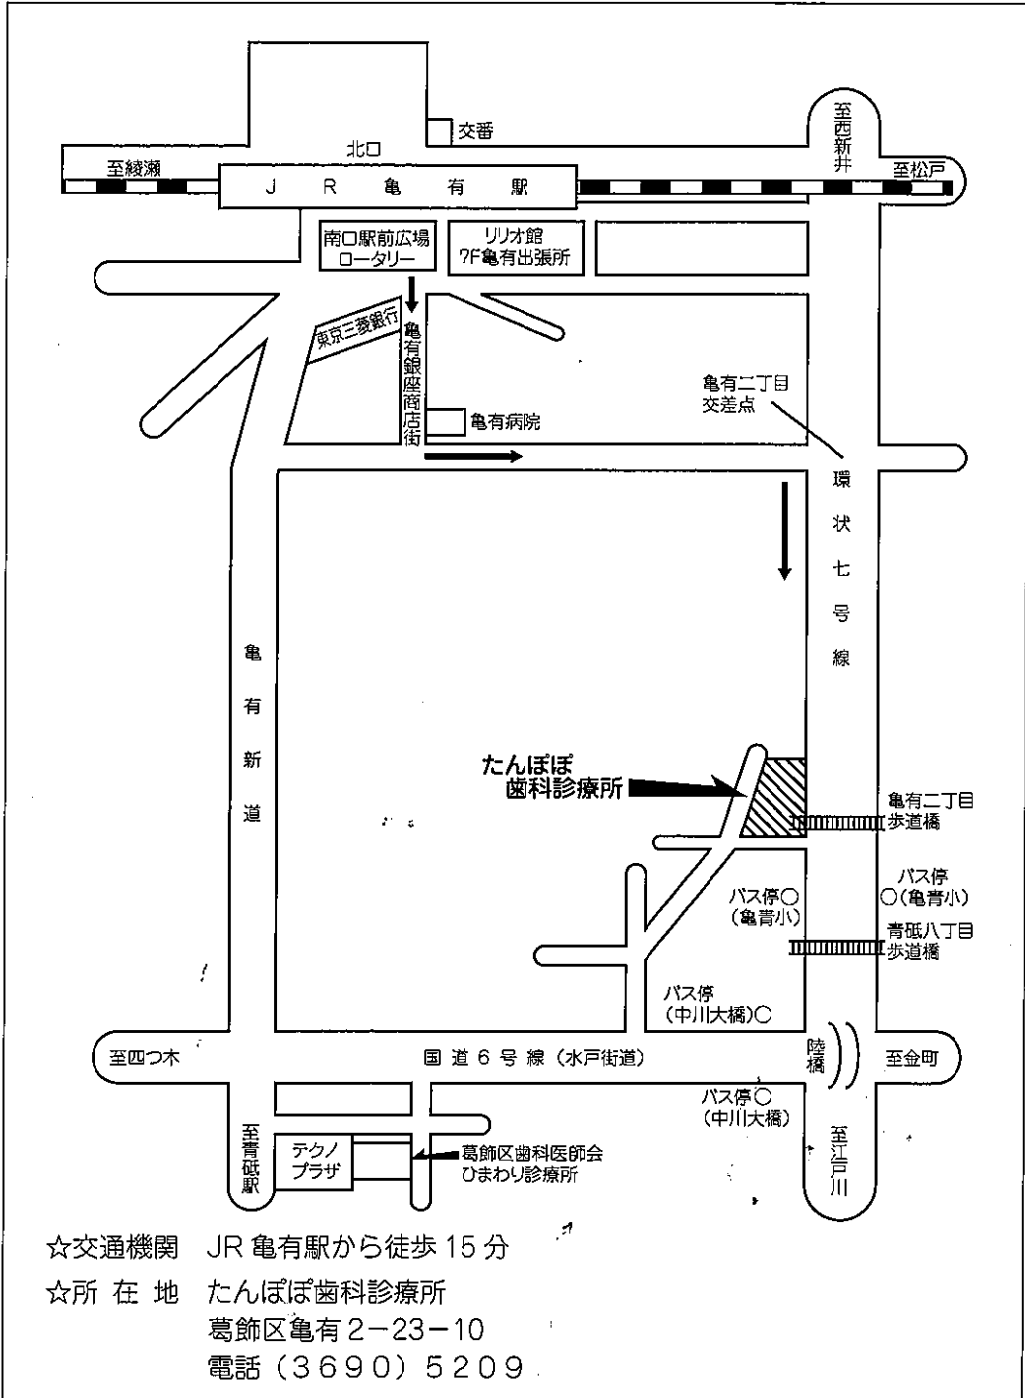 交番
至西新井
北口
至綾瀬
至松戸
JR亀有駅
南口駅前広場
ロータリー
リリオ館
7F亀有出張所
東京三菱銀行
亀有銀座商店街
亀有二丁目
交差点
亀有病院
環状七号線
亀有新道
たんぽぽ
歯科診療所
亀有二丁目
歩道橋
バス停
(亀青小)
バス停
(亀青小)
青砥八丁目
歩道橋
バス停
(中川大橋)
至四つ木
国道6号線(水戸街道)
陸橋
至金町
バス停
(中川大橋)
至青砥駅
テクノ
プラザ
葛飾区歯科医師会
ひまわり診療所
至江戸川
☆交通機関 JR亀有駅から徒歩15分
☆所在地 たんぽぽ歯科診療所
葛飾区亀有2-23-10
電話(3690)5209